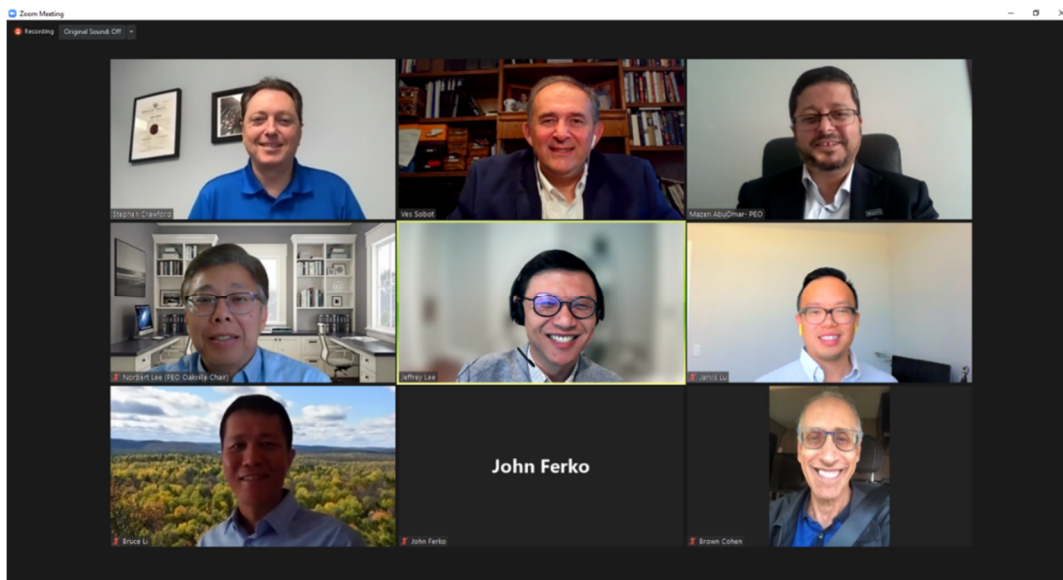 Zoom Meeting
Recording
Original Sound: Off
Stephen Crawford
Ves Sobot
Mazen AbuOmar- PEO
Norbert Lee (PEO Oakville Chair)
Jeffrey Lee
Jarvis Lu
Bruce Li
John Ferko
John Ferko
Brown Cohen